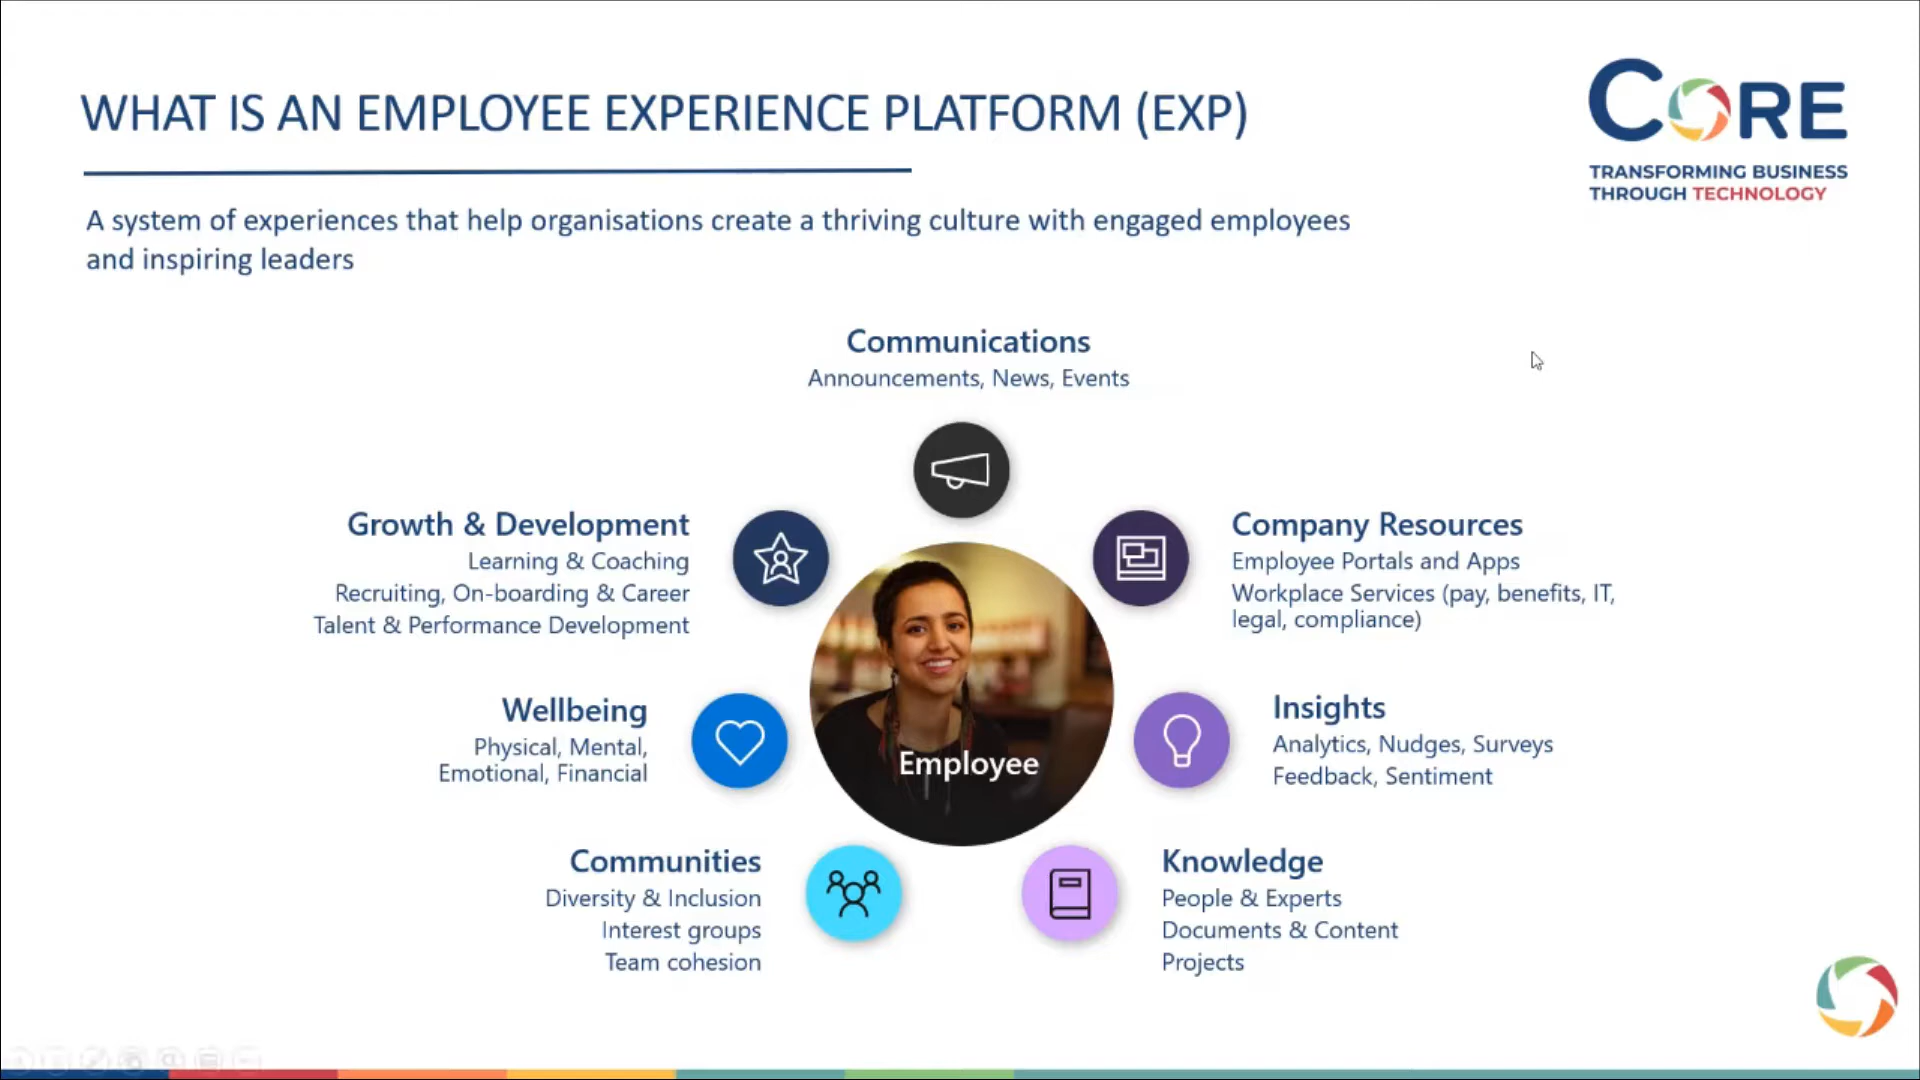 WHAT IS AN EMPLOYEE EXPERIENCE PLATFORM (EXP)
CORE
TRANSFORMING BUSINESS
THROUGH TECHNOLOGY
A system of experiences that help organisations create a thriving culture with engaged employees
and inspiring leaders
Communications
Announcements, News, Events
Growth & Development
Learning & Coaching
Recruiting, On-boarding & Career
Talent & Performance Development
Company Resources
Employee Portals and Apps
Workplace Services (pay, benefits, IT,
legal, compliance)
Wellbeing
Physical, Mental,
Emotional, Financial
Employee
Insights
Analytics, Nudges, Surveys
Feedback, Sentiment
Communities
Diversity & Inclusion
Interest groups
Team cohesion
Knowledge
People & Experts
Documents & Content
Projects